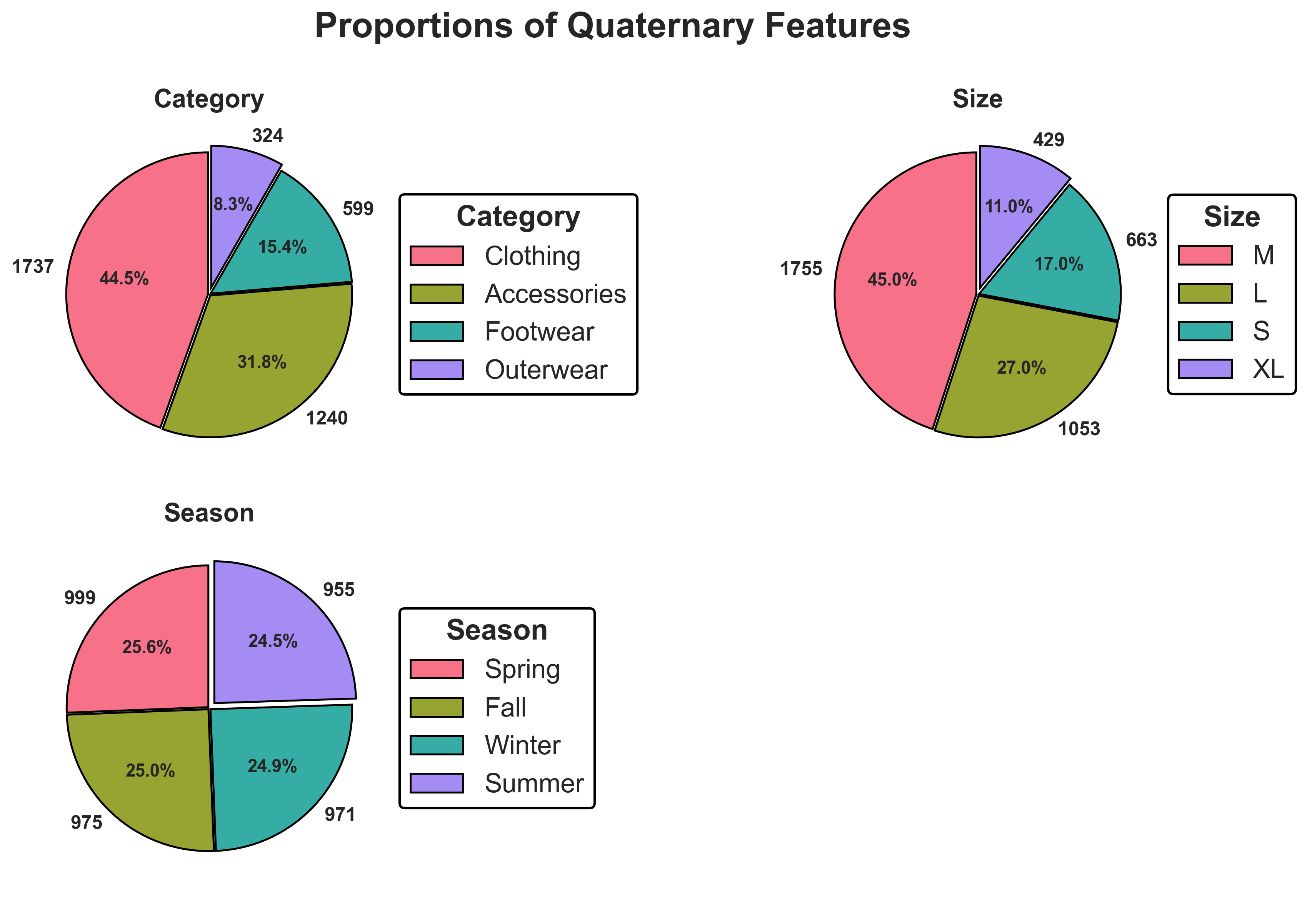 Proportions of Quaternary Features
Category
324
599
1737
1240
8.3%
15.4%
44.5%
31.8%
Category
Clothing
Accessories
Footwear
Outerwear
Size
429
663
1755
1053
11.0%
17.0%
45.0%
27.0%
Size
M
L
S
XL
Season
999
955
975
971
25.6%
24.5%
25.0%
24.9%
Season
Spring
Fall
Winter
Summer